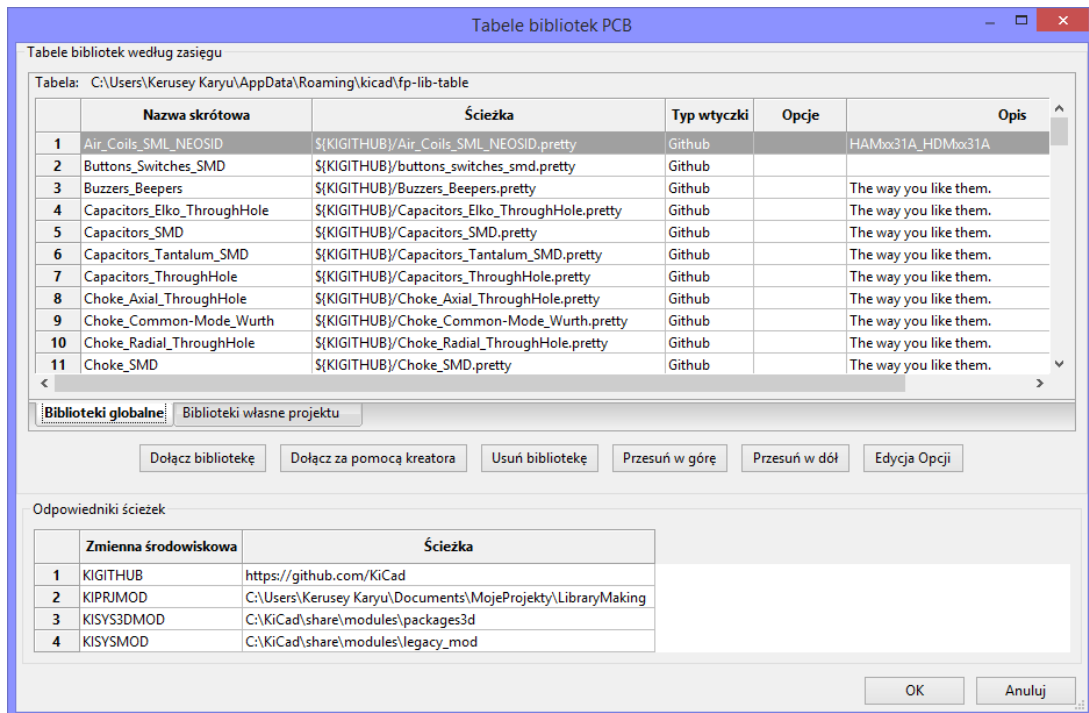 Tabele bibliotek PCB
Tabele bibliotek według zasięgu
Tabela: C:\Users\Kerusey Karyu\AppData\Roaming\kicad\fp-lib-table
Nazwa skrótowa Ścieżka Typ wtyczki Opcje Opis
1 Air_Coils_SML_NEOSID ${KIGITHUB}/Air_Coils_SML_NEOSID.pretty Github HAMxx31A_HDMxx31A
2 Buttons_Switches_SMD ${KIGITHUB}/buttons_switches_smd.pretty Github
3 Buzzers_Beepers ${KIGITHUB}/Buzzers_Beepers.pretty Github The way you like them.
4 Capacitors_Elko_ThroughHole ${KIGITHUB}/Capacitors_Elko_ThroughHole.pretty Github The way you like them.
5 Capacitors_SMD ${KIGITHUB}/Capacitors_SMD.pretty Github The way you like them.
6 Capacitors_Tantalum_SMD ${KIGITHUB}/Capacitors_Tantalum_SMD.pretty Github The way you like them.
7 Capacitors_ThroughHole ${KIGITHUB}/Capacitors_ThroughHole.pretty Github The way you like them.
8 Choke_Axial_ThroughHole ${KIGITHUB}/Choke_Axial_ThroughHole.pretty Github The way you like them.
9 Choke_Common-Mode_Wurth ${KIGITHUB}/Choke_Common-Mode_Wurth.pretty Github The way you like them.
10 Choke_Radial_ThroughHole ${KIGITHUB}/Choke_Radial_ThroughHole.pretty Github The way you like them.
11 Choke_SMD ${KIGITHUB}/Choke_SMD.pretty Github The way you like them.
Biblioteki globalne Biblioteki własne projektu
Dołącz bibliotekę Dołącz za pomocą kreatora Usuń bibliotekę Przesuń w górę Przesuń w dół Edycja Opcji
Odpowiedniki ścieżek
Zmienna środowiskowa Ścieżka
1 KIGITHUB https://github.com/KiCad
2 KIPRJMOD C:\Users\Kerusey Karyu\Documents\MojeProjekty\LibraryMaking
3 KISYS3DMOD C:\KiCad\share\modules\packages3d
4 KISYSMOD C:\KiCad\share\modules\legacy_mod
OK Anuluj